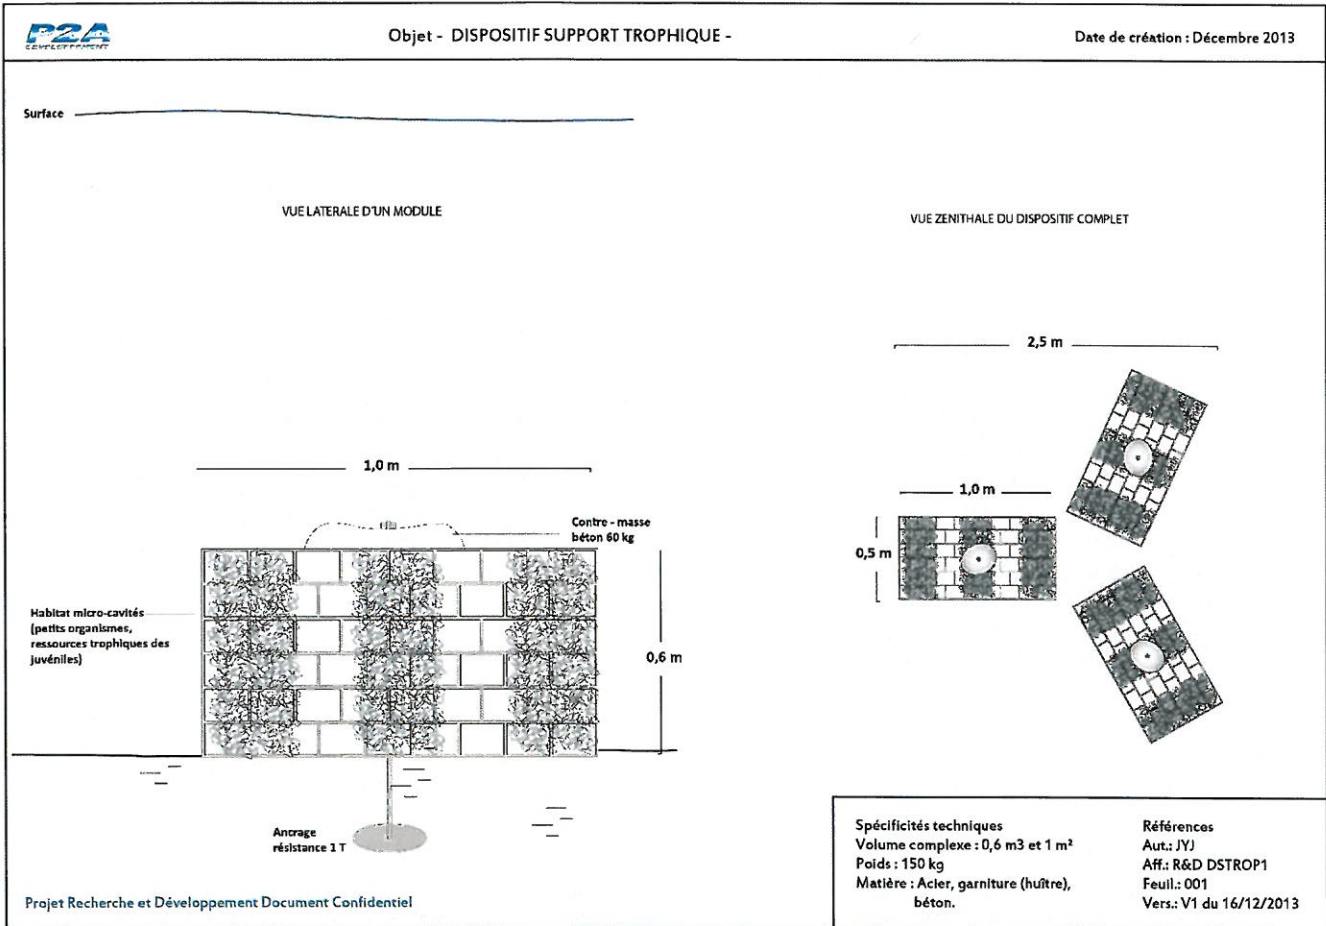 P2A
DEVELOPPEMENT
Objet - DISPOSITIF SUPPORT TROPHIQUE -
Date de création : Décembre 2013
Surface
VUE LATERALE D'UN MODULE
VUE ZENITHALE DU DISPOSITIF COMPLET
2,5 m
1,0 m
1,0 m
0,5 m
Contre - masse
béton 60 kg
Habitat micro-cavités
(petits organismes,
ressources trophiques des
juvéniles)
0,6 m
Ancrage
résistance 1 T
Spécificités techniques
Volume complexe : 0,6 m3 et 1 m²
Poids : 150 kg
Matière : Acier, garniture (huître),
béton.
Références
Aut.: JYJ
Aff.: R&D DSTROP1
Feuil.: 001
Vers.: V1 du 16/12/2013
Projet Recherche et Développement Document Confidentiel